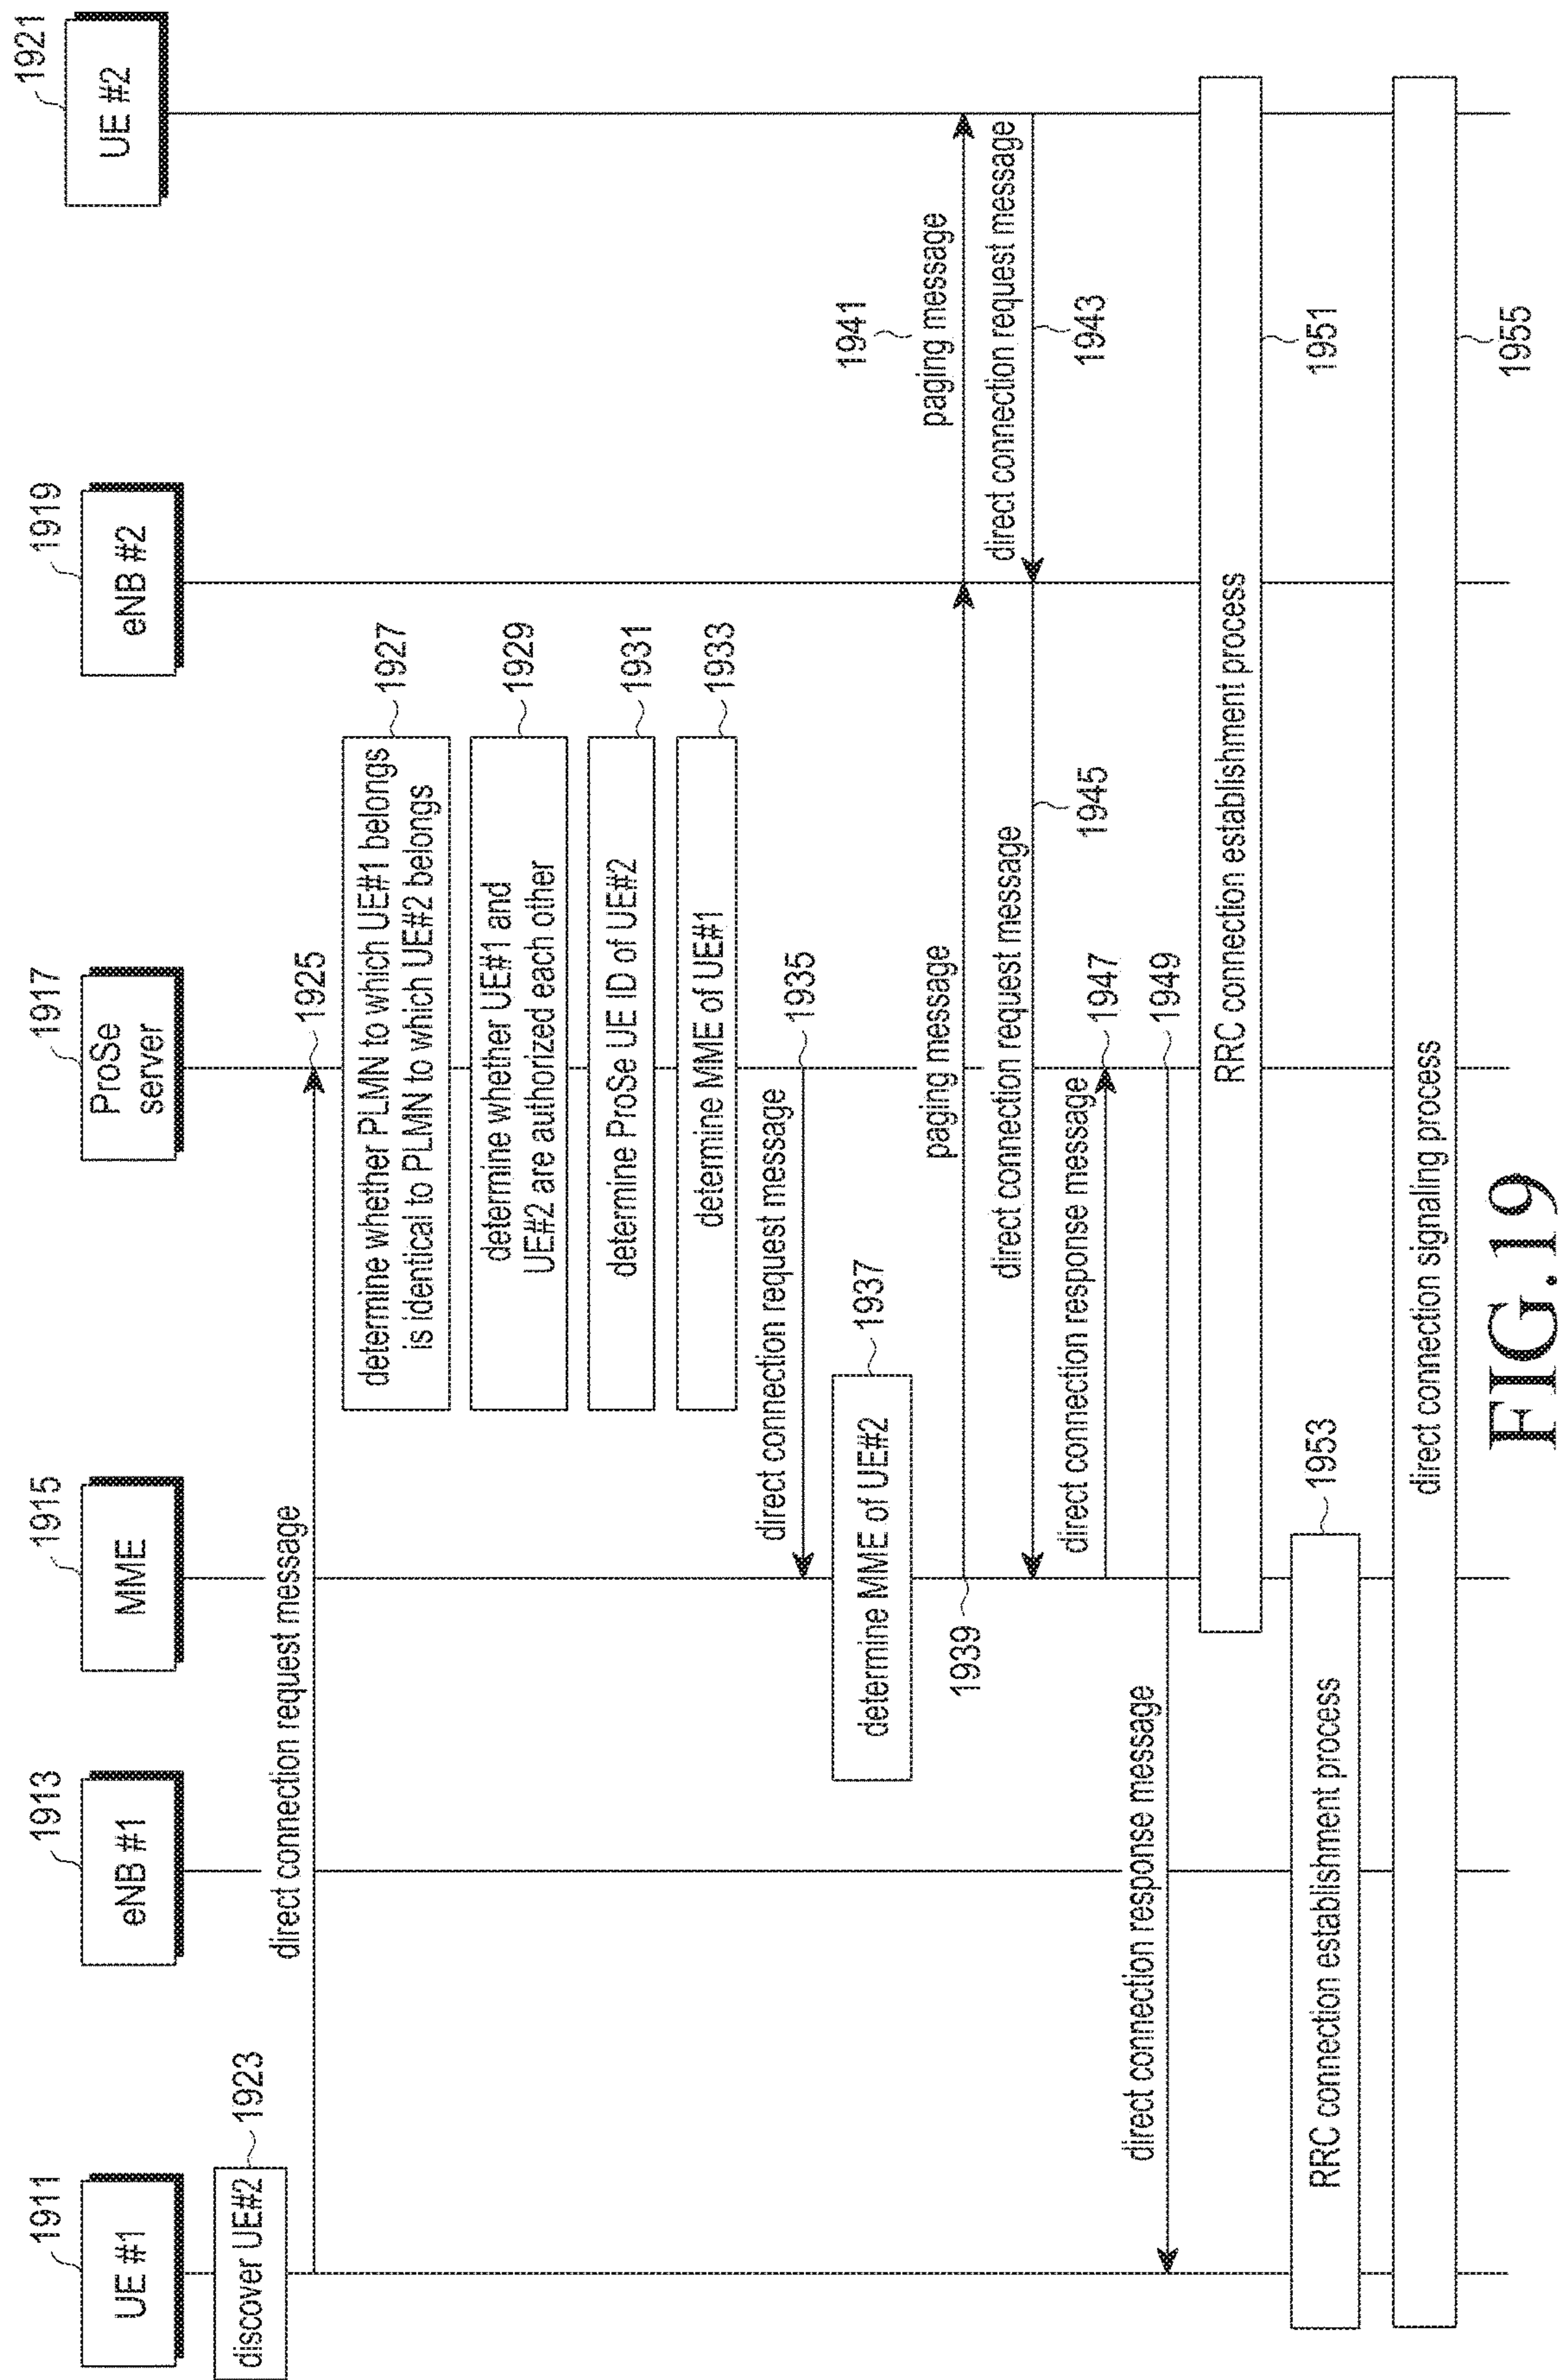 1911
UE #1
1913
eNB #1
1915
MME
1917
ProSe
server
1919
eNB #2
1921
UE #2
discover UE#2
1923
direct connection request message
1925
determine whether PLMN to which UE#1 belongs
is identical to PLMN to which UE#2 belongs
1927
determine whether UE#1 and
UE#2 are authorized each other
1929
determine ProSe UE ID of UE#2
1931
determine MME of UE#1
1933
direct connection request message
1935
determine MME of UE#2
1937
1939
paging message
1941
paging message
direct connection request message
1943
direct connection request message
1945
direct connection response message
1947
direct connection response message
1949
RRC connection establishment process
1951
RRC connection establishment process
1953
direct connection signaling process
1955
FIG.19